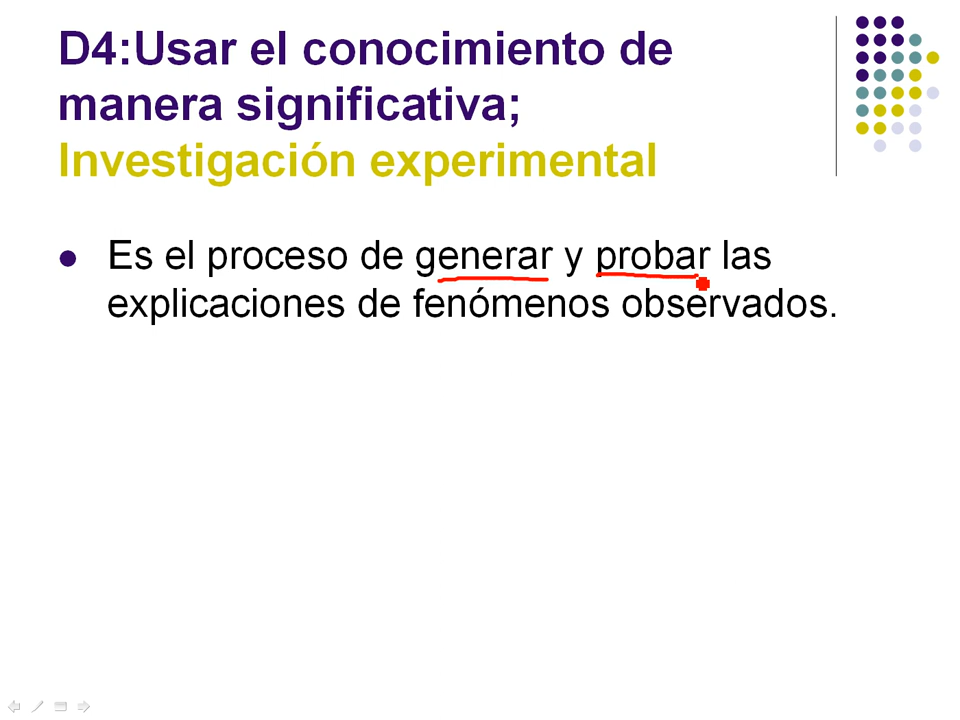 D4:Usar el conocimiento de
manera significativa;
Investigación experimental
Es el proceso de generar y probar las
explicaciones de fenómenos observados.